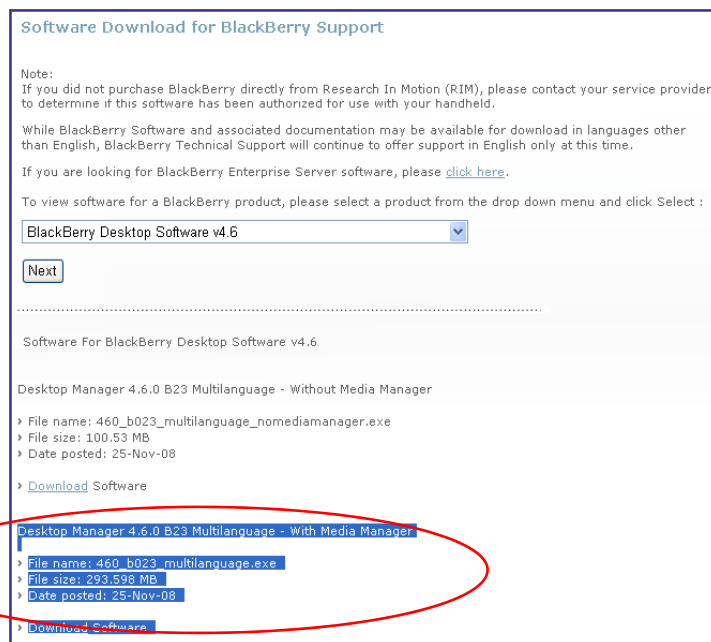 Software Download for BlackBerry Support
Note:
If you did not purchase BlackBerry directly from Research In Motion (RIM), please contact your service provider
to determine if this software has been authorized for use with your handheld.
While BlackBerry Software and associated documentation may be available for download in languages other
than English, BlackBerry Technical Support will continue to offer support in English only at this time.
If you are looking for BlackBerry Enterprise Server software, please click here.
To view software for a BlackBerry product, please select a product from the drop down menu and click Select :
BlackBerry Desktop Software v4.6
Next
Software For BlackBerry Desktop Software v4.6
Desktop Manager 4.6.0 B23 Multilanguage - Without Media Manager
› File name: 460_b023_multilanguage_nomediamanager.exe
› File size: 100.53 MB
› Date posted: 25-Nov-08
› Download Software
Desktop Manager 4.6.0 B23 Multilanguage - With Media Manager
› File name: 460_b023_multilanguage.exe
› File size: 293.598 MB
› Date posted: 25-Nov-08
› Download Software